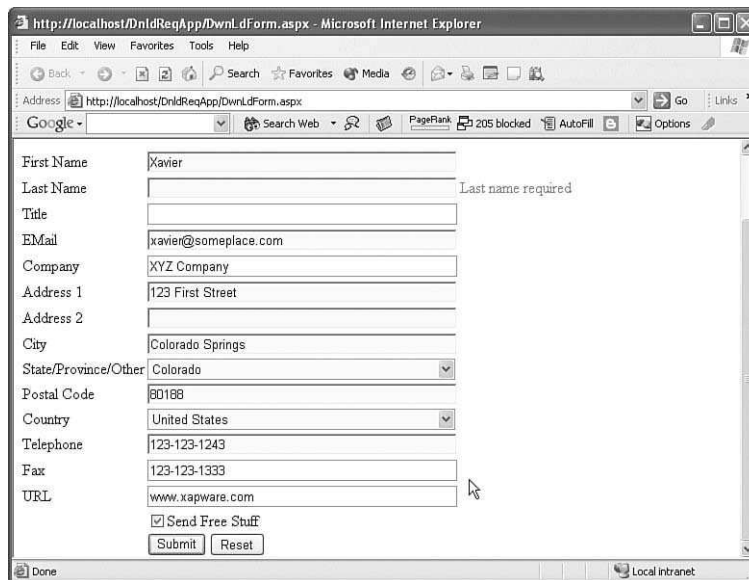 http://localhost/DnldReqApp/DwnLdForm.aspx - Microsoft Internet Explorer
File Edit View Favorites Tools Help
Back Search Favorites Media
Address http://localhost/DnldReqApp/DwnLdForm.aspx Go Links
Google Search Web PageRank 205 blocked AutoFill Options
First Name Xavier
Last Name Last name required
Title
EMail xavier@someplace.com
Company XYZ Company
Address 1 123 First Street
Address 2
City Colorado Springs
State/Province/Other Colorado
Postal Code 80188
Country United States
Telephone 123-123-1243
Fax 123-123-1333
URL www.xapware.com
Send Free Stuff
Submit Reset
Done Local intranet